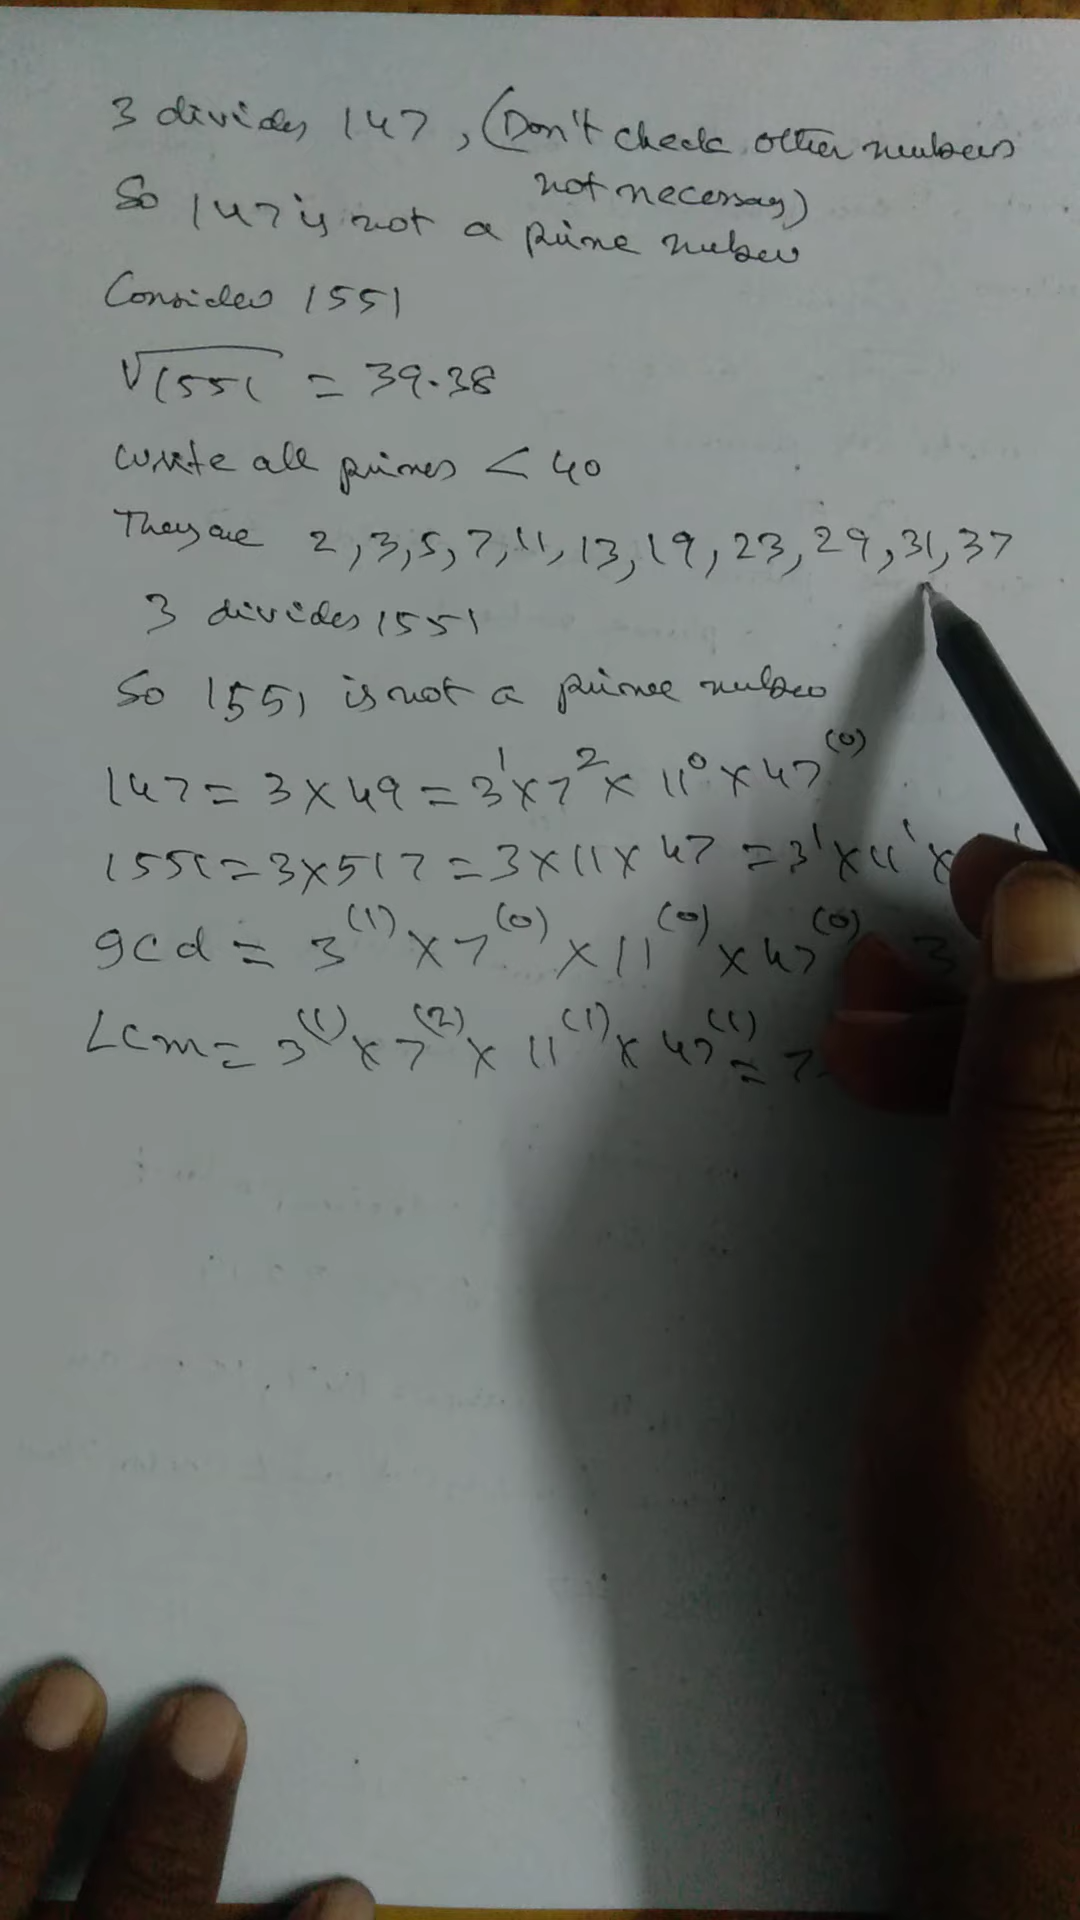 3 divides 147, (Don't check other numbers
not necessary)
So 147 is not a prime number
Consider 1551
√1551 = 39.38
write all primes < 40
They are 2, 3, 5, 7, 11, 13, 19, 23, 29, 31, 37
3 divides 1551
So 1551 is not a prime number
147 = 3 × 49 = 3¹ × 7² × 11⁰ × 47⁽⁰⁾
1551 = 3 × 517 = 3 × 11 × 47 = 3¹ × 11¹ ×
gcd = 3⁽¹⁾ × 7⁽⁰⁾ × 11⁽⁰⁾ × 47⁽⁰⁾ 3
LCM = 3⁽¹⁾ × 7⁽²⁾ × 11⁽¹⁾ × 47⁽¹⁾ = 7